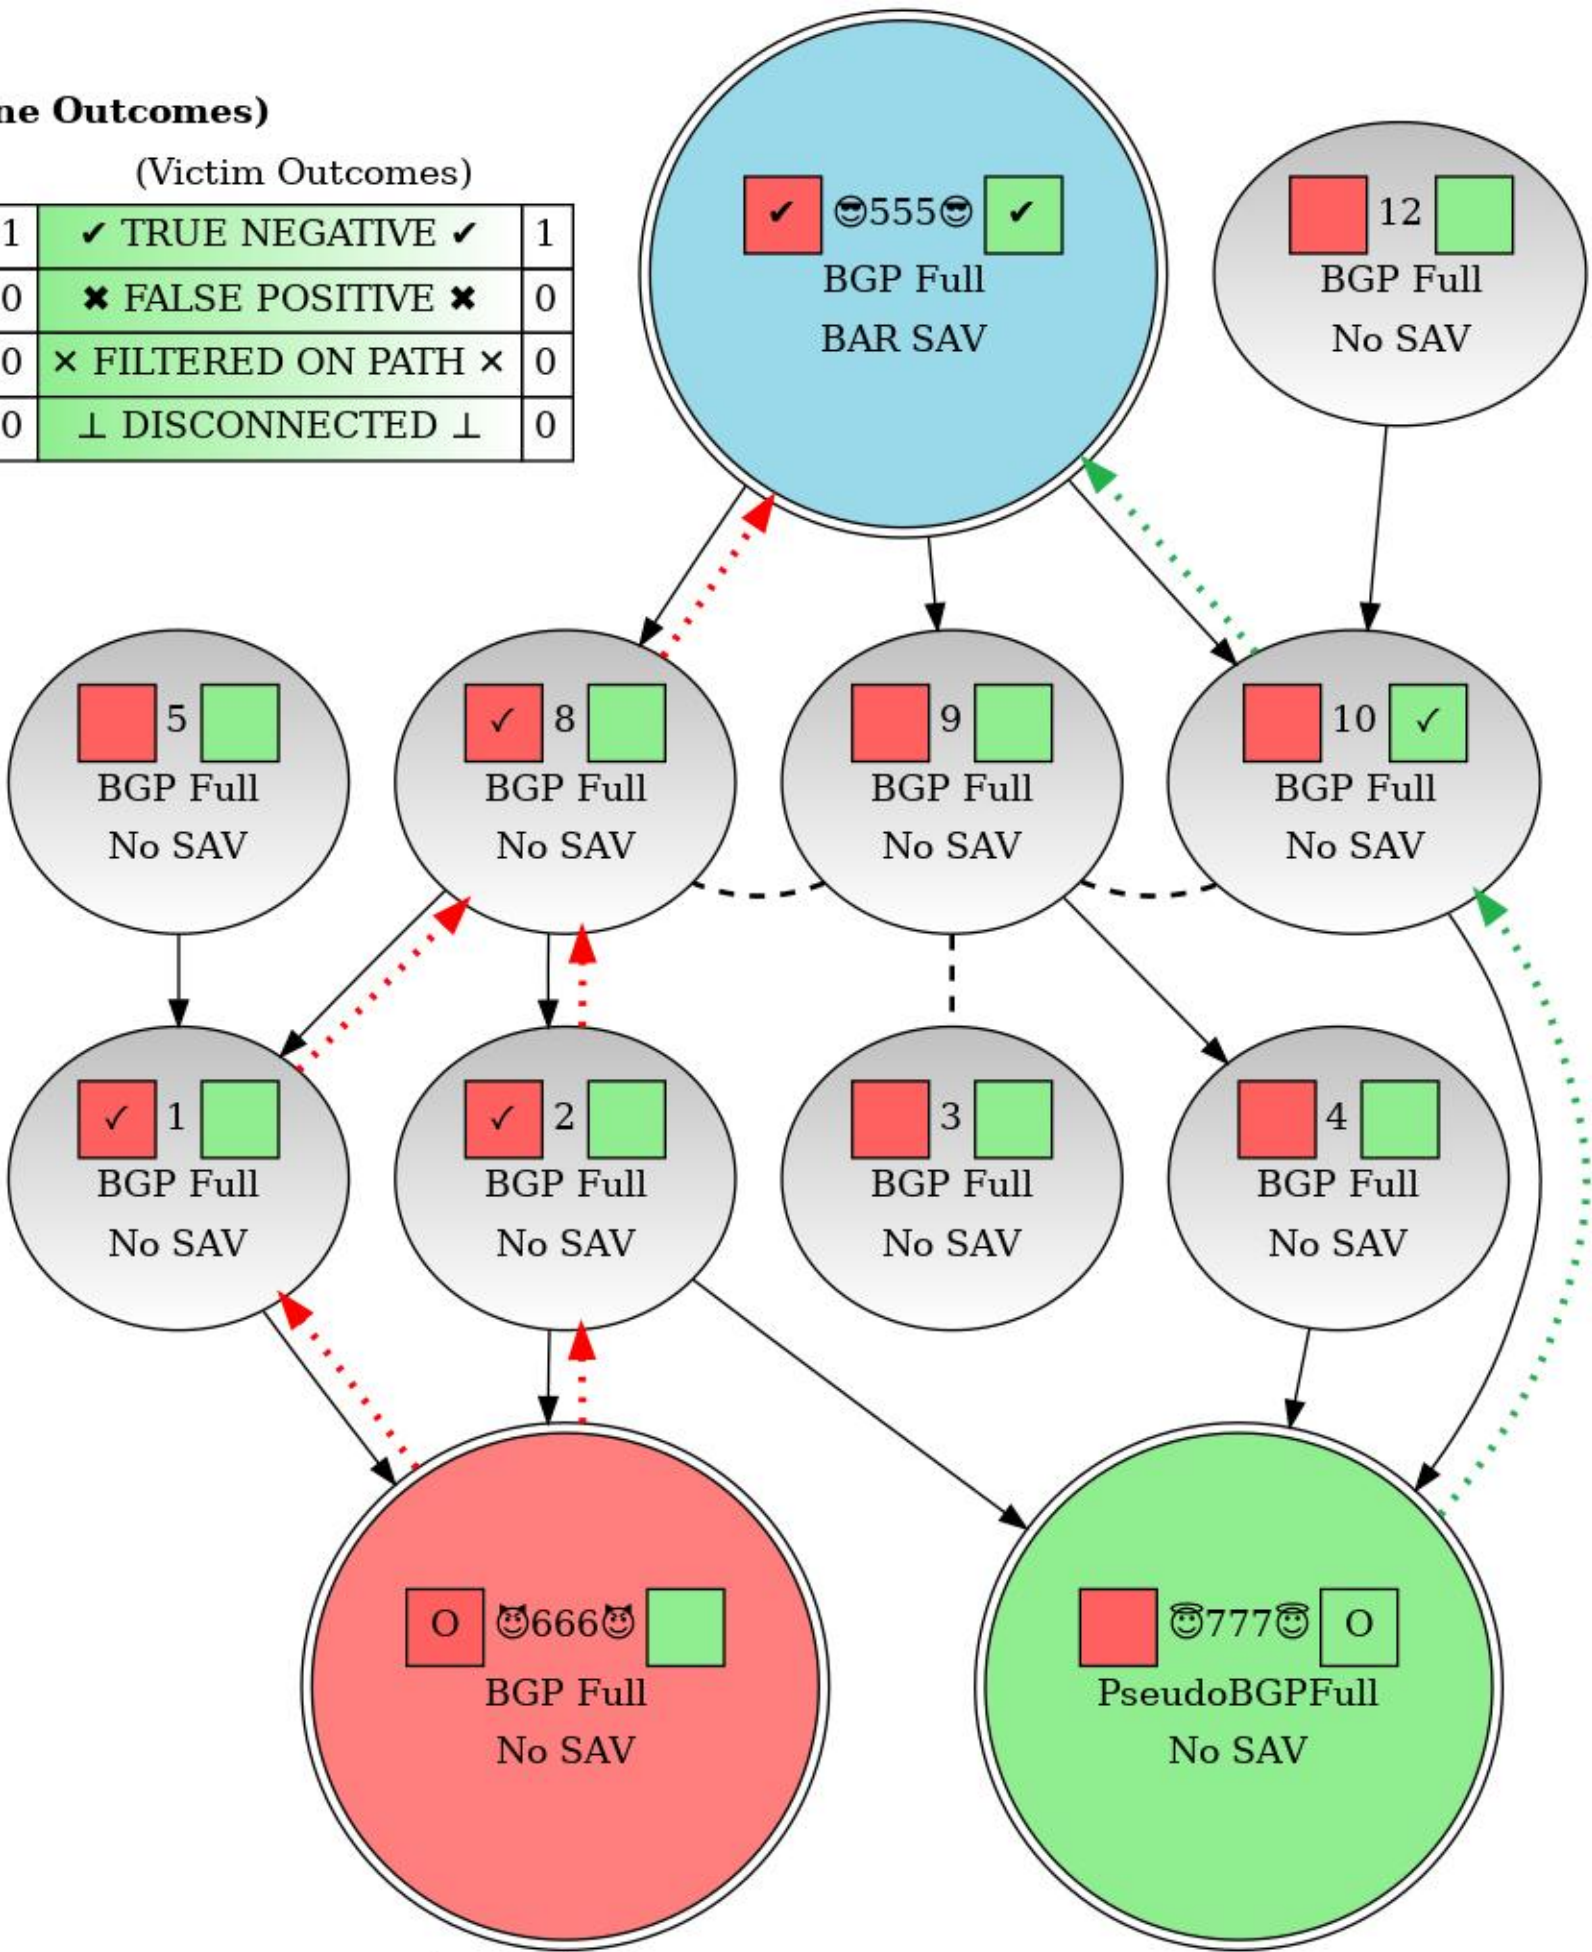 ne Outcomes)
(Victim Outcomes)
1 ✔ TRUE NEGATIVE ✔ 1
0 ✖ FALSE POSITIVE ✖ 0
0 ✕ FILTERED ON PATH ✕ 0
0 ⊥ DISCONNECTED ⊥ 0
✔ 😎555😎 ✔
BGP Full
BAR SAV
12
BGP Full
No SAV
5
BGP Full
No SAV
✓ 8
BGP Full
No SAV
9
BGP Full
No SAV
10 ✓
BGP Full
No SAV
✓ 1
BGP Full
No SAV
✓ 2
BGP Full
No SAV
3
BGP Full
No SAV
4
BGP Full
No SAV
O 😈666😈
BGP Full
No SAV
😇777😇 O
PseudoBGPFull
No SAV